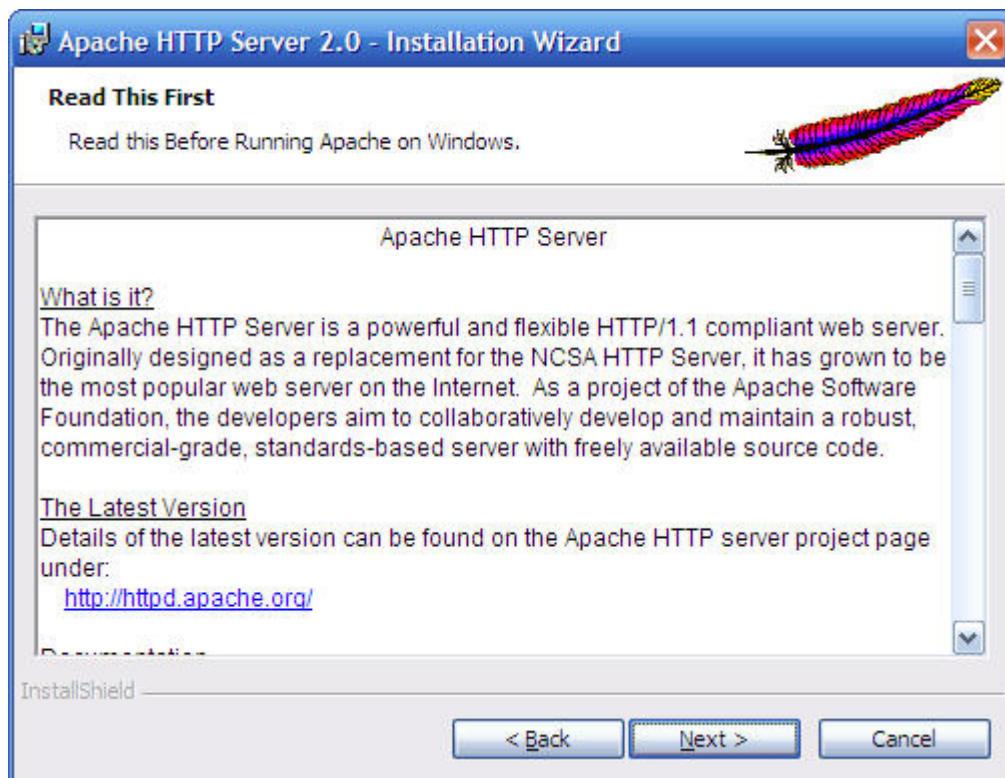 Apache HTTP Server 2.0 - Installation Wizard
Read This First
Read this Before Running Apache on Windows.
Apache HTTP Server
What is it?
The Apache HTTP Server is a powerful and flexible HTTP/1.1 compliant web server.
Originally designed as a replacement for the NCSA HTTP Server, it has grown to be
the most popular web server on the Internet.  As a project of the Apache Software
Foundation, the developers aim to collaboratively develop and maintain a robust,
commercial-grade, standards-based server with freely available source code.
The Latest Version
Details of the latest version can be found on the Apache HTTP server project page
under:
http://httpd.apache.org/
Documentation
InstallShield
< Back
Next >
Cancel